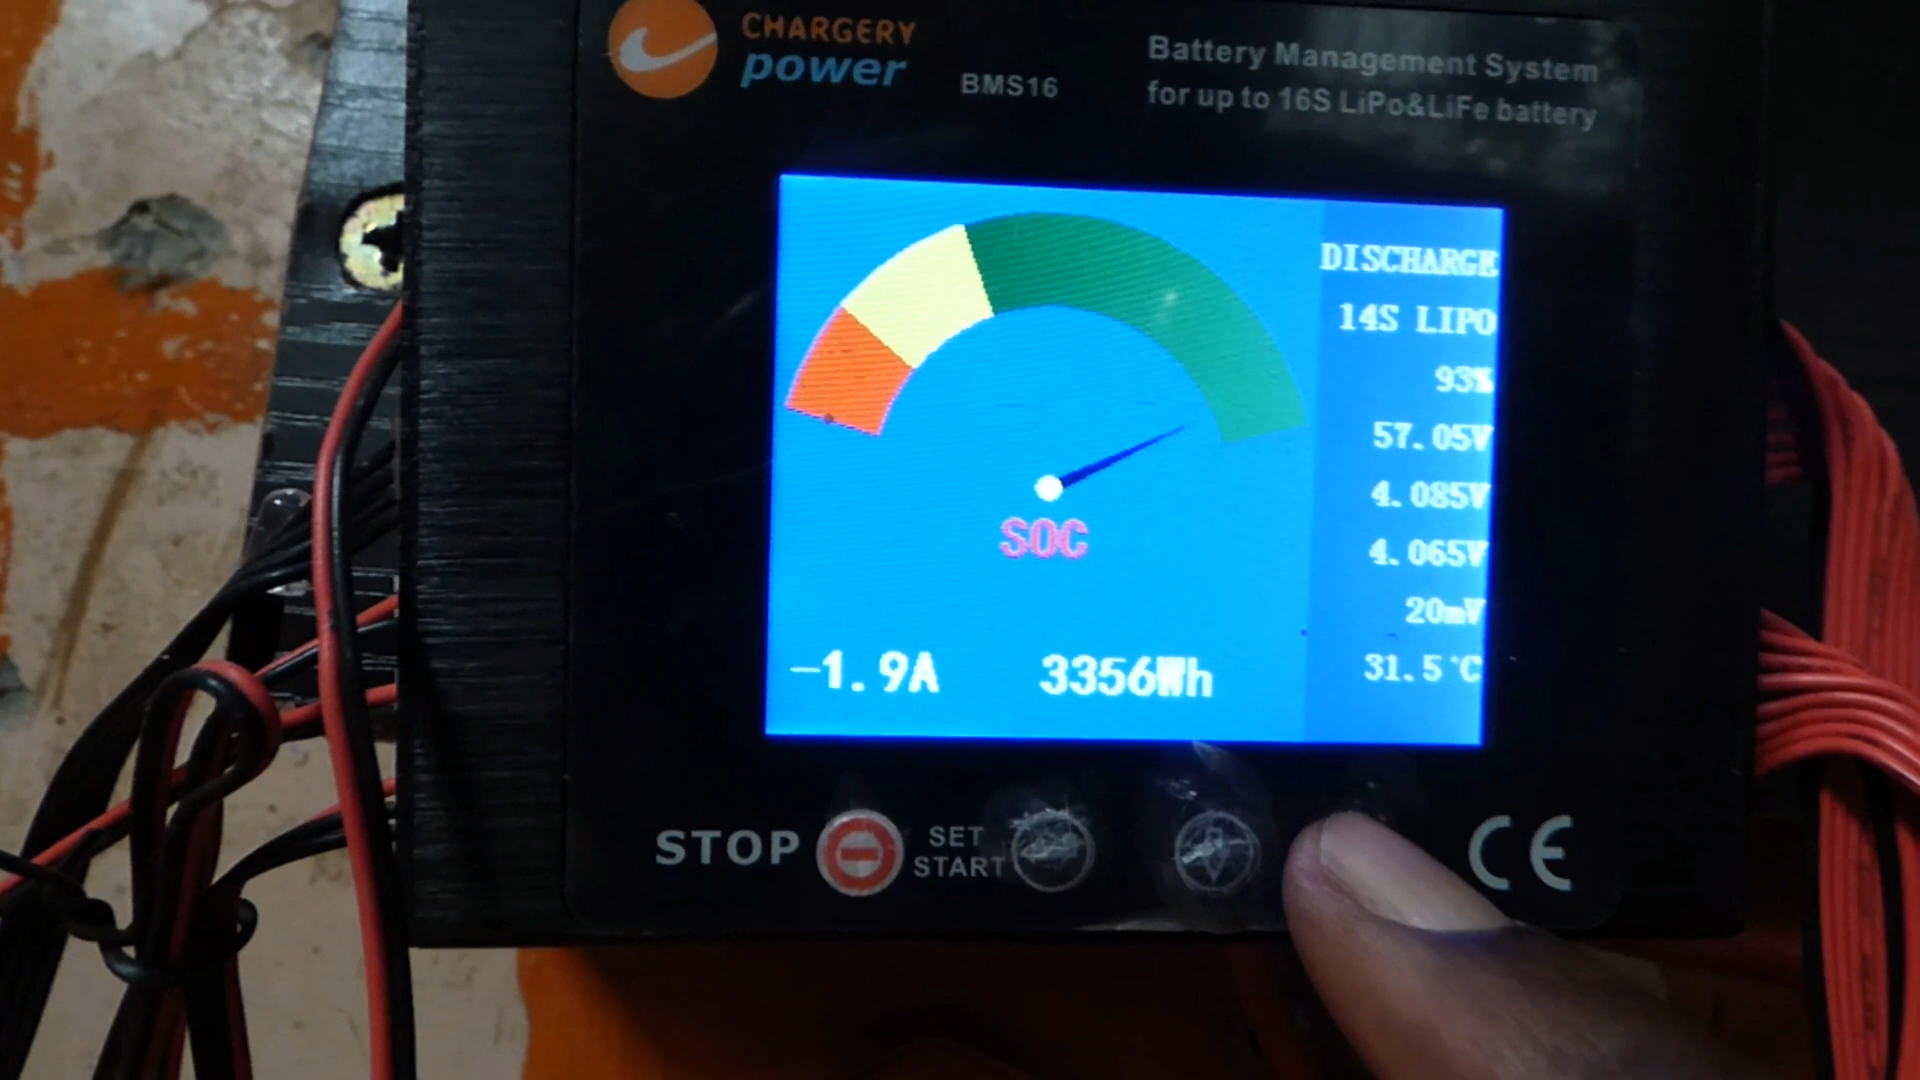 CHARGERY
power
BMS16
Battery Management System
for up to 16S LiPo&LiFe battery
DISCHARGE
14S LIPO
93%
57.05V
4.085V
SOC
4.065V
20mV
-1.9A
3356Wh
31.5°C
STOP
SET
START
CE